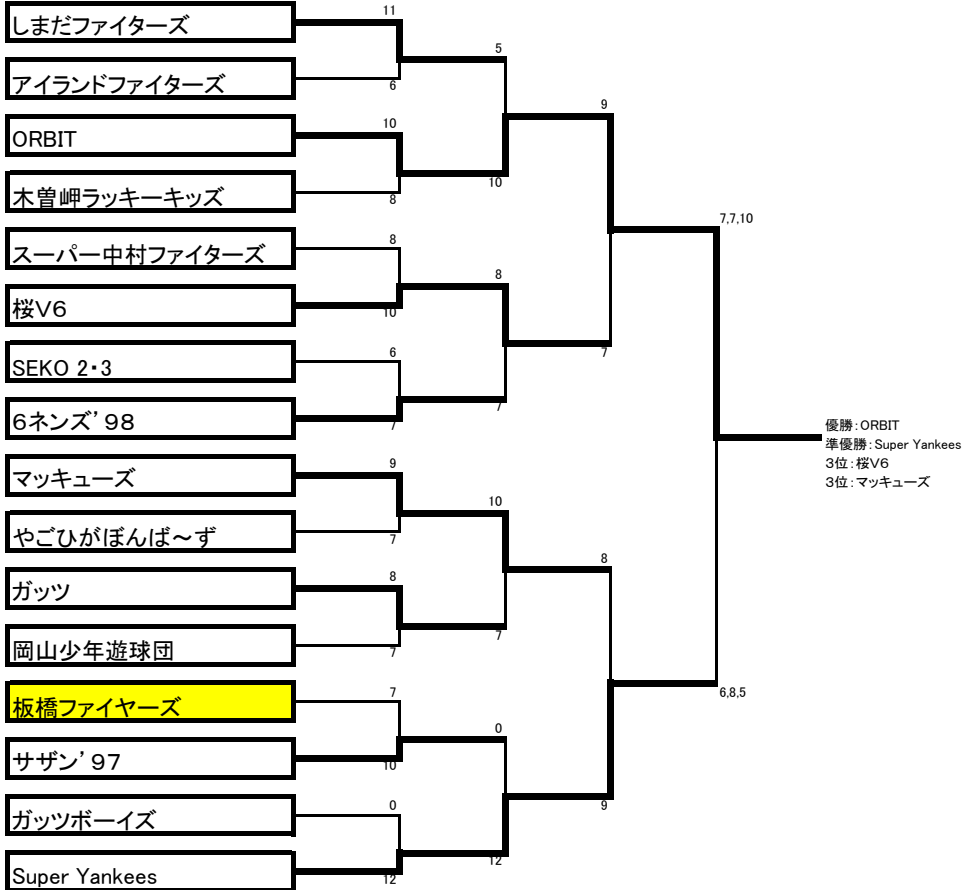 しまだファイターズ
11
アイランドファイターズ
6
5
ORBIT
10
木曽岬ラッキーキッズ
8
10
9
スーパー中村ファイターズ
8
桜V6
10
8
SEKO 2・3
6
6ネンズ’98
7
7
7
7,7,10
マッキューズ
9
やごひがぼんば～ず
7
10
ガッツ
8
岡山少年遊球団
7
7
8
板橋ファイヤーズ
7
サザン’97
10
0
ガッツボーイズ
0
Super Yankees
12
12
9
6,8,5
優勝：ORBIT
準優勝：Super Yankees
3位：桜V6
3位：マッキューズ